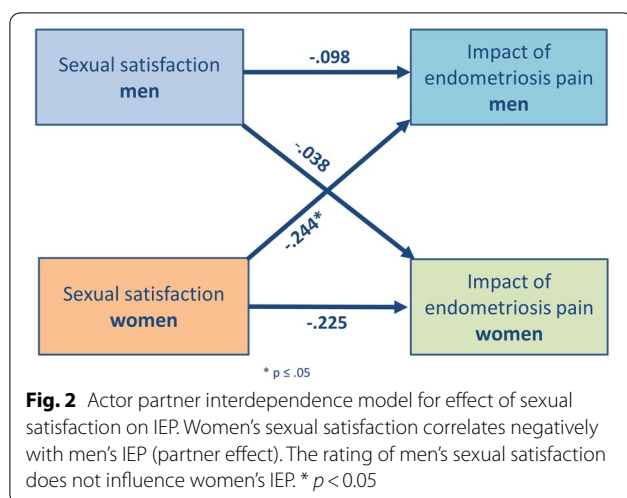 Sexual satisfaction
men
-.098
Impact of
endometriosis pain
men
-.038
-.244*
Sexual satisfaction
women
-.225
Impact of
endometriosis pain
women
* p ≤ .05
Fig. 2 Actor partner interdependence model for effect of sexual
satisfaction on IEP. Women's sexual satisfaction correlates negatively
with men's IEP (partner effect). The rating of men's sexual satisfaction
does not influence women's IEP. * p < 0.05